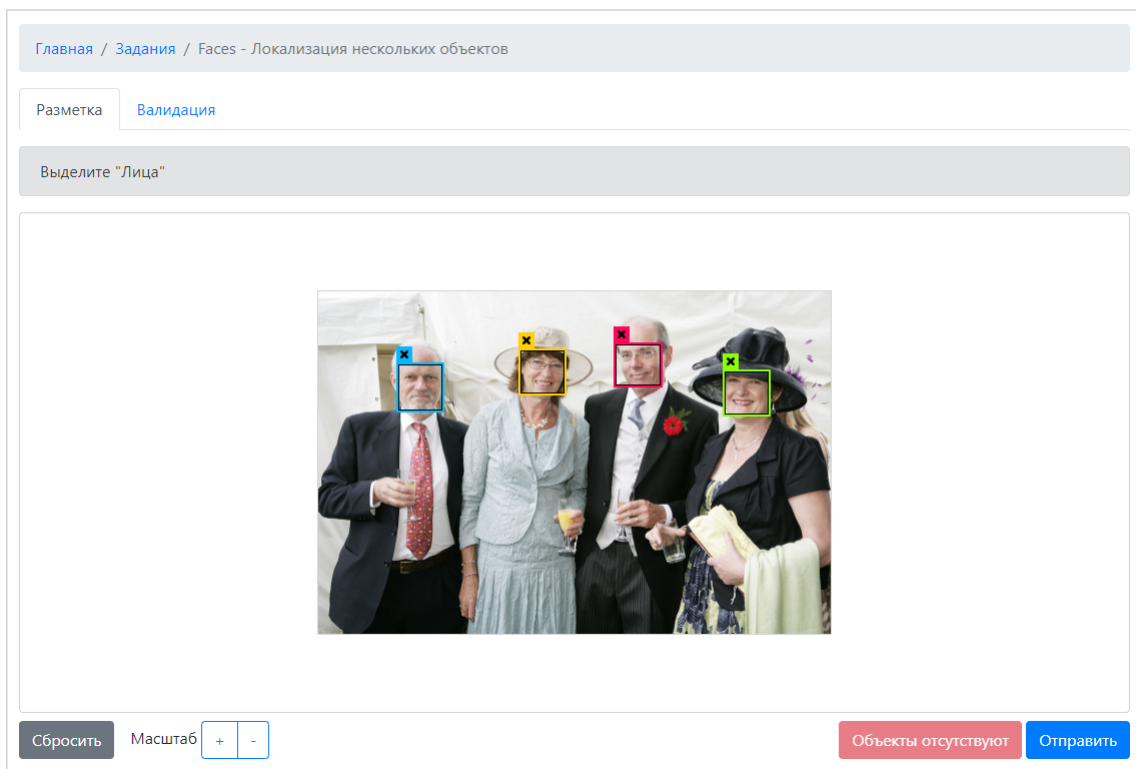 Главная / Задания / Faces - Локализация нескольких объектов
Разметка Валидация
Выделите "Лица"
Сбросить Масштаб + - Объекты отсутствуют Отправить